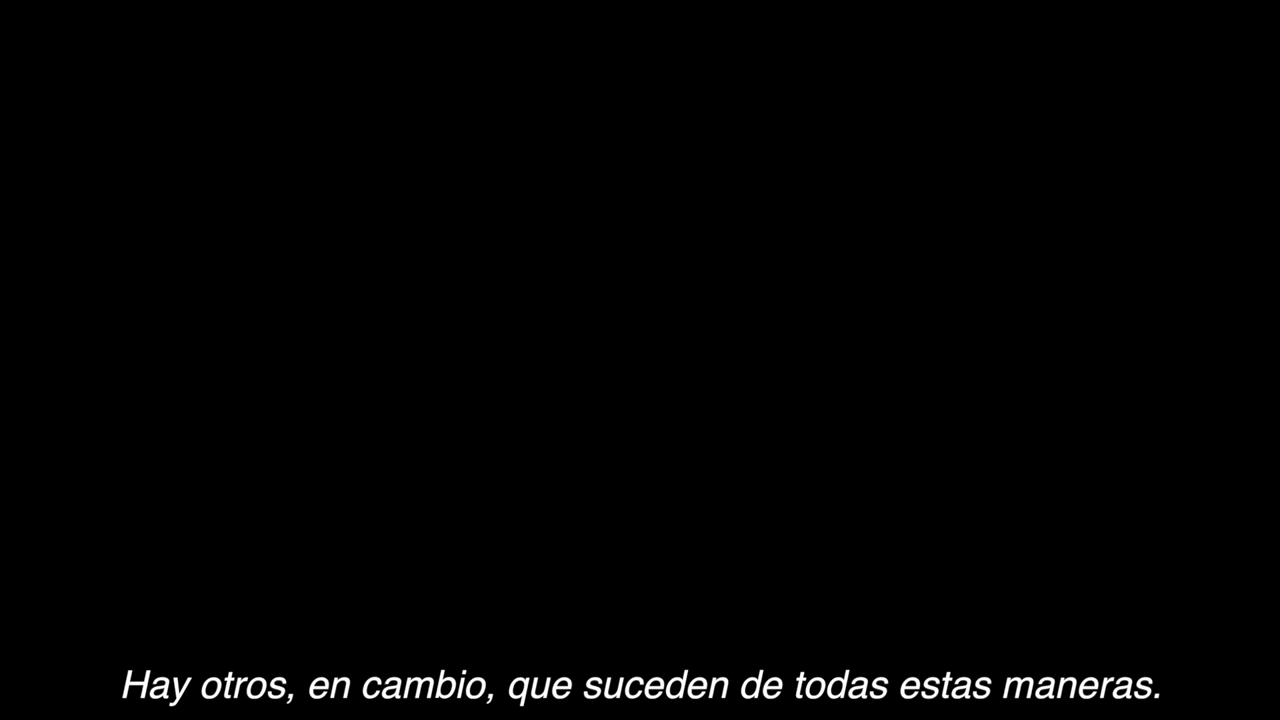 Hay otros, en cambio, que suceden de todas estas maneras.